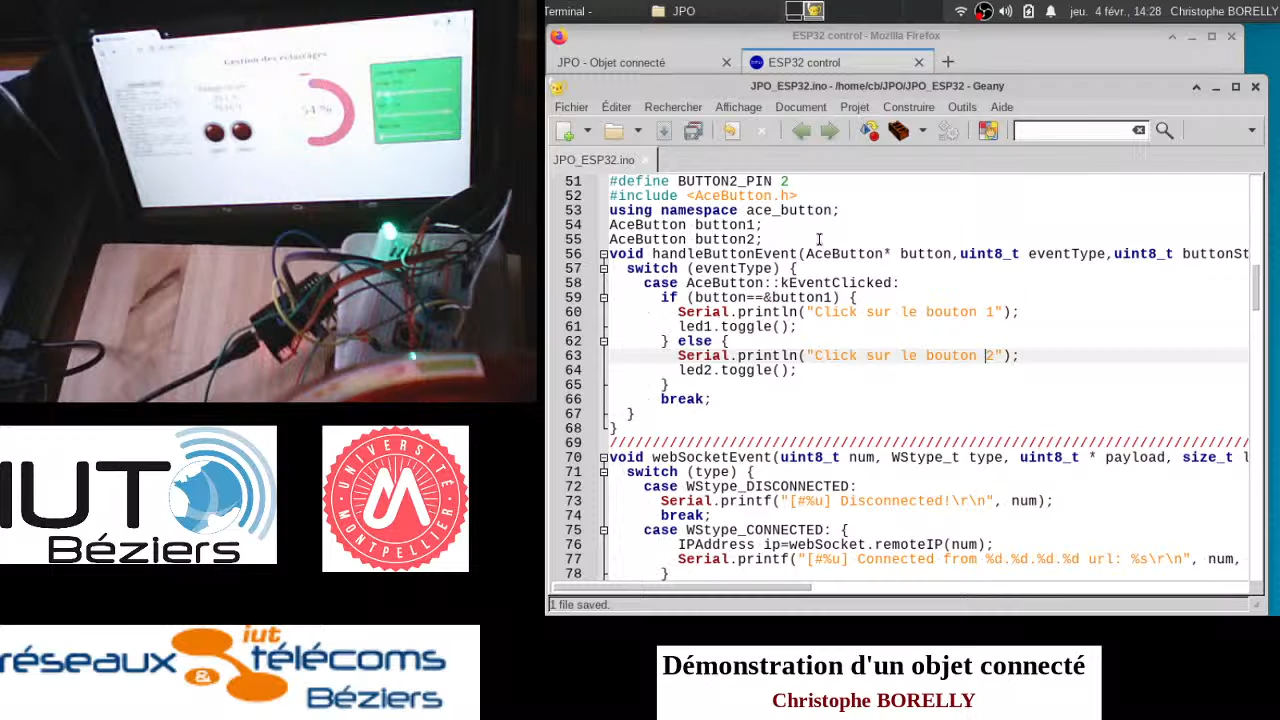 Terminal -
JPO
jeu. 4 févr., 14:28
Christophe BORELLY
ESP32 control - Mozilla Firefox
JPO - Objet connecté
ESP32 control
JPO_ESP32.ino - /home/cb/JPO/JPO_ESP32 - Geany
Fichier Éditer Rechercher Affichage Document Projet Construire Outils Aide
JPO_ESP32.ino
51 #define BUTTON2_PIN 2
52 #include <AceButton.h>
53 using namespace ace_button;
54 AceButton button1;
55 AceButton button2;
56 void handleButtonEvent(AceButton* button,uint8_t eventType,uint8_t buttonSt
57 switch (eventType) {
58 case AceButton::kEventClicked:
59 if (button==&button1) {
60 Serial.println("Click sur le bouton 1");
61 led1.toggle();
62 } else {
63 Serial.println("Click sur le bouton 2");
64 led2.toggle();
65 }
66 break;
67 }
68 }
69 ///////////////////////////////////////////////////////////////////////////
70 void webSocketEvent(uint8_t num, WStype_t type, uint8_t * payload, size_t l
71 switch (type) {
72 case WStype_DISCONNECTED:
73 Serial.printf("[#%u] Disconnected!\r\n", num);
74 break;
75 case WStype_CONNECTED: {
76 IPAddress ip=webSocket.remoteIP(num);
77 Serial.printf("[#%u] Connected from %d.%d.%d.%d url: %s\r\n", num,
78 }
1 file saved.
Gestion des éclairages
54 %
IUT
Béziers
UNIVERSITÉ
MONTPELLIER
iut
réseaux & télécoms
Béziers
Démonstration d'un objet connecté
Christophe BORELLY